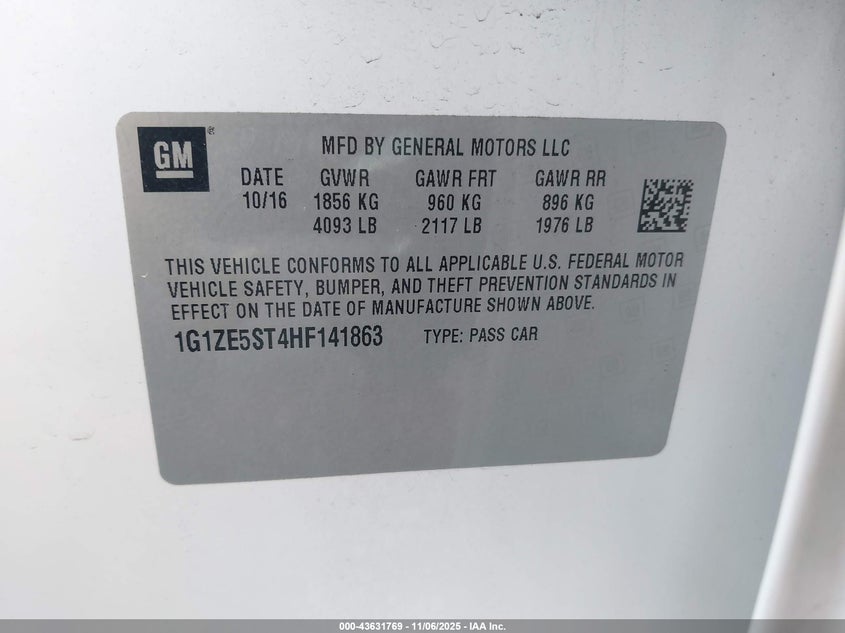 GM
®
MFD BY GENERAL MOTORS LLC
DATE GVWR GAWR FRT GAWR RR
10/16 1856 KG 960 KG 896 KG
4093 LB 2117 LB 1976 LB
THIS VEHICLE CONFORMS TO ALL APPLICABLE U.S. FEDERAL MOTOR
VEHICLE SAFETY, BUMPER, AND THEFT PREVENTION STANDARDS IN
EFFECT ON THE DATE OF MANUFACTURE SHOWN ABOVE.
1G1ZE5ST4HF141863 TYPE: PASS CAR
000-43631769 - 11/06/2025 - IAA Inc.